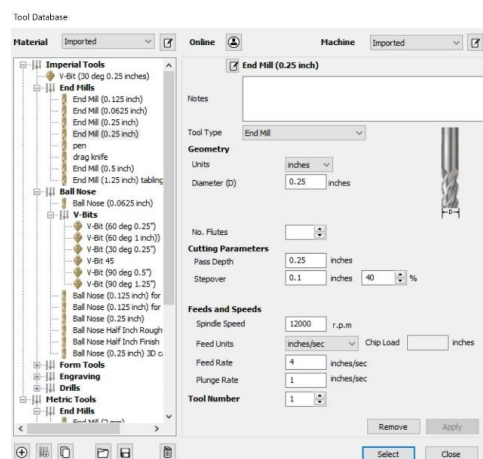 Tool Database
Material Imported Online Machine Imported
Imperial Tools
V-Bit (30 deg 0.25 inches)
End Mills
End Mill (0.125 inch)
End Mill (0.0625 inch)
End Mill (0.25 inch)
End Mill (0.25 inch)
pen
drag knife
End Mill (0.5 inch)
End Mill (1.25 inch) tabling
Ball Nose
Ball Nose (0.0625 inch)
V-Bits
V-Bit (60 deg 0.25")
V-Bit (60 deg 1 inch))
V-Bit (30 deg 0.25")
V-Bit 45
V-Bit (90 deg 0.5")
V-Bit (90 deg 1.25")
Ball Nose (0.125 inch) for
Ball Nose (0.125 inch) for
Ball Nose (0.25 inch)
Ball Nose Half Inch Rough
Ball Nose Half Inch Finish
Ball Nose (0.25 inch) 3D ca
Form Tools
Engraving
Drills
Metric Tools
End Mills
End Mill (2 mm)
End Mill (0.25 inch)
Notes
Tool Type End Mill
Geometry
Units inches
Diameter (D) 0.25 inches
D
No. Flutes
Cutting Parameters
Pass Depth 0.25 inches
Stepover 0.1 inches 40 %
Feeds and Speeds
Spindle Speed 12000 r.p.m
Feed Units inches/sec Chip Load inches
Feed Rate 4 inches/sec
Plunge Rate 1 inches/sec
Tool Number 1
Remove Apply
Select Close